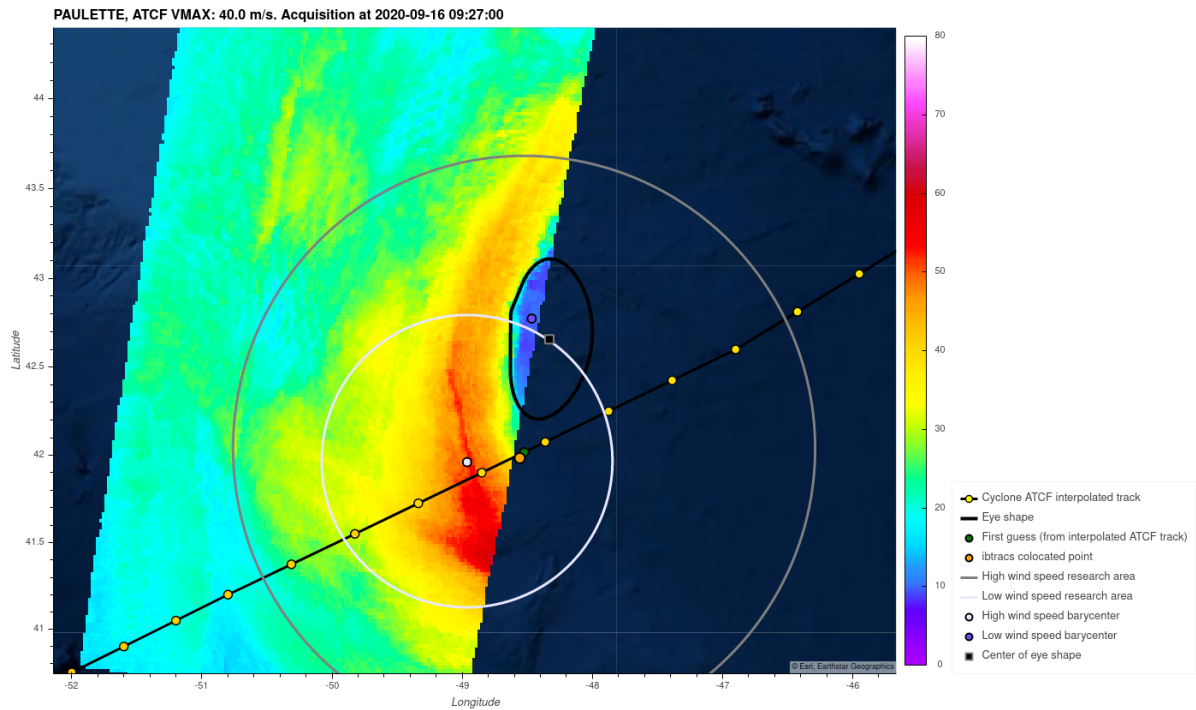 PAULETTE, ATCF VMAX: 40.0 m/s. Acquisition at 2020-09-16 09:27:00
80
70
60
50
40
30
20
10
0
44
43.5
43
42.5
42
41.5
41
Latitude
-52
-51
-50
-49
-48
-47
-46
Longitude
© Esri, Earthstar Geographics
Cyclone ATCF interpolated track
Eye shape
First guess (from interpolated ATCF track)
ibtracs colocated point
High wind speed research area
Low wind speed research area
High wind speed barycenter
Low wind speed barycenter
Center of eye shape